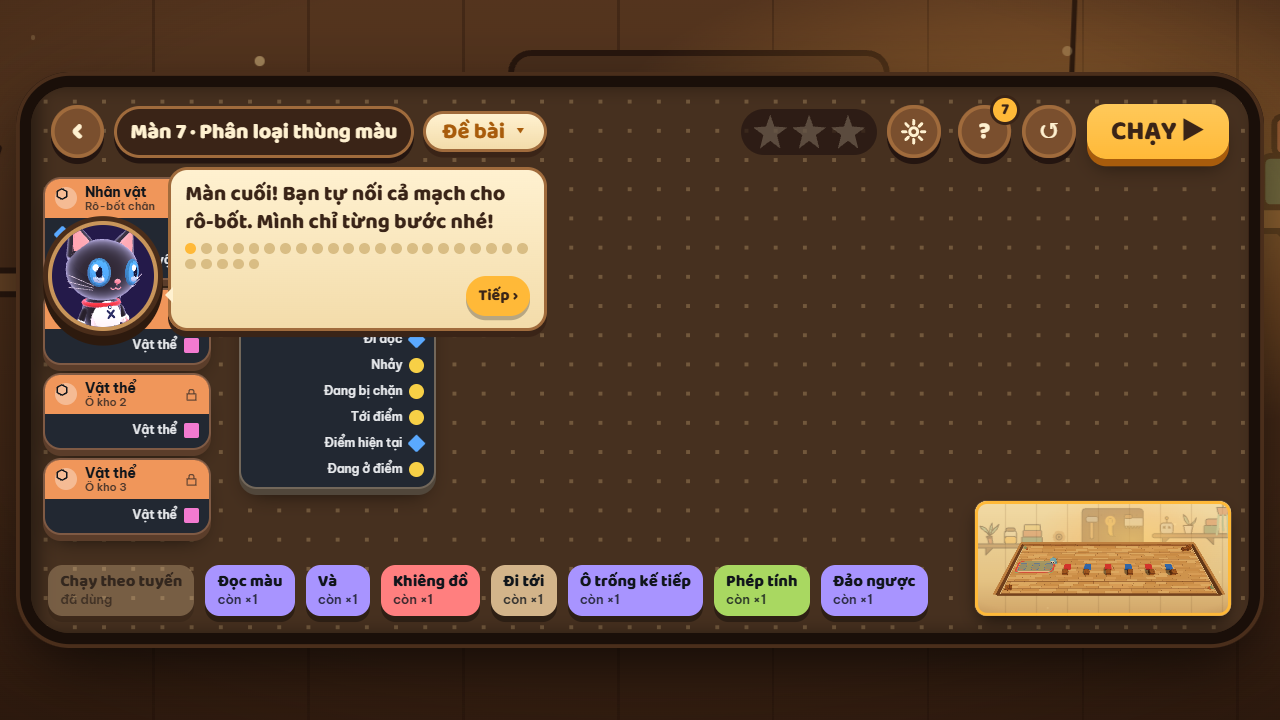 Màn 7 • Phân loại thùng màu
Đề bài
?
7
CHẠY
Nhân vật
Rô-bốt chân
Màn cuối! Bạn tự nối cả mạch cho
rô-bốt. Mình chỉ từng bước nhé!
Tiếp ›
Vật thể
Đi dọc
Nhảy
Đang bị chặn
Tới điểm
Điểm hiện tại
Đang ở điểm
Vật thể
Ô kho 2
Vật thể
Vật thể
Ô kho 3
Vật thể
Chạy theo tuyến
đã dùng
Đọc màu
còn ×1
Và
còn ×1
Khiêng đồ
còn ×1
Đi tới
còn ×1
Ô trống kế tiếp
còn ×1
Phép tính
còn ×1
Đảo ngược
còn ×1